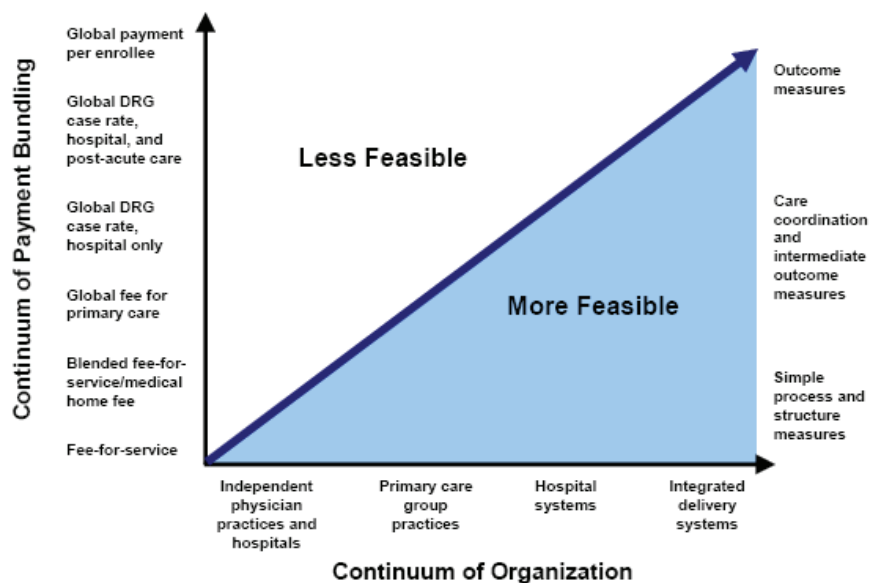 Continuum of Payment Bundling
Global payment
per enrollee
Global DRG
case rate,
hospital, and
post-acute care
Global DRG
case rate,
hospital only
Global fee for
primary care
Blended fee-for-
service/medical
home fee
Fee-for-service
Less Feasible
More Feasible
Outcome
measures
Care
coordination
and
intermediate
outcome
measures
Simple
process and
structure
measures
Independent
physician
practices and
hospitals
Primary care
group
practices
Hospital
systems
Integrated
delivery
systems
Continuum of Organization